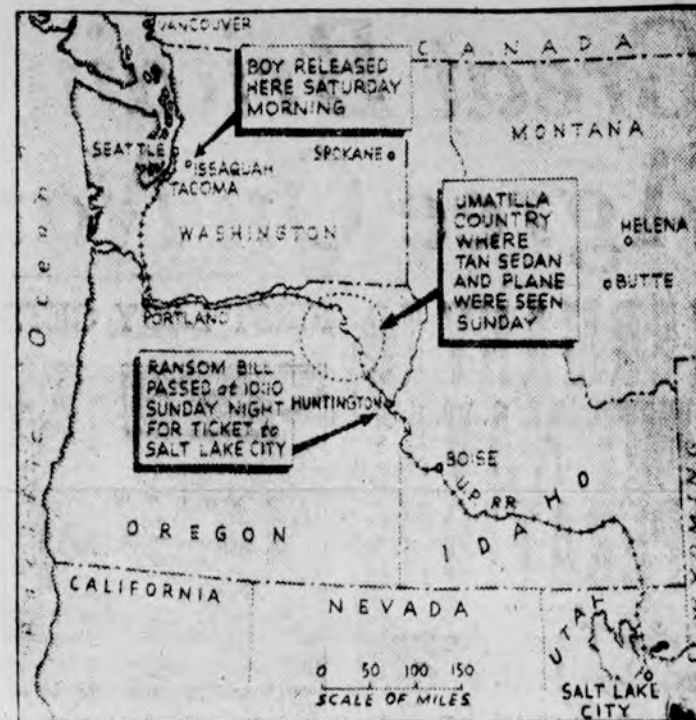 VANCOUVER
CANADA
BOY RELEASED
HERE SATURDAY
MORNING
MONTANA
SEATTLE
ISSAQUAH
TACOMA
SPOKANE
WASHINGTON
UMATILLA
COUNTRY
WHERE
TAN SEDAN
AND PLANE
WERE SEEN
SUNDAY
HELENA
BUTTE
Ocean
PORTLAND
RANSOM BILL
PASSED at 10:10
SUNDAY NIGHT
FOR TICKET to
SALT LAKE CITY
HUNTINGTON
BOISE
U.P. RR
OREGON
IDAHO
CALIFORNIA
NEVADA
UTAH
0 50 100 150
SCALE OF MILES
SALT LAKE
CITY